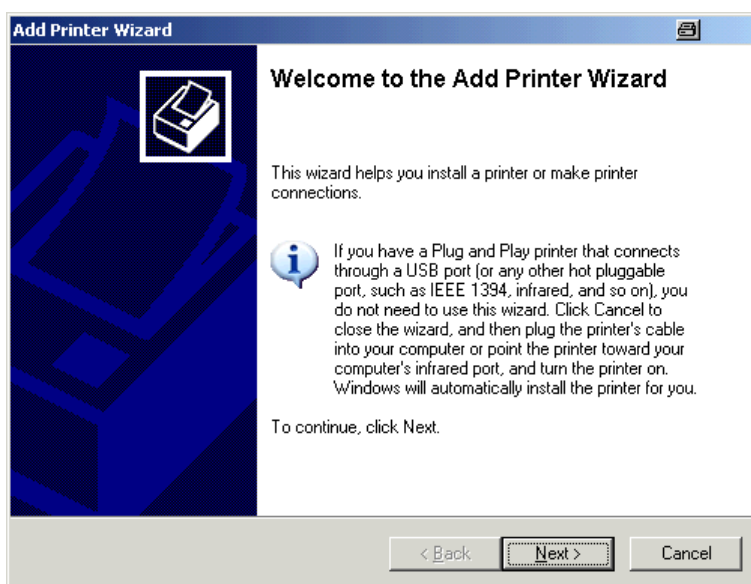 Add Printer Wizard
Welcome to the Add Printer Wizard
This wizard helps you install a printer or make printer
connections.
If you have a Plug and Play printer that connects
through a USB port (or any other hot pluggable
port, such as IEEE 1394, infrared, and so on), you
do not need to use this wizard. Click Cancel to
close the wizard, and then plug the printer's cable
into your computer or point the printer toward your
computer's infrared port, and turn the printer on.
Windows will automatically install the printer for you.
To continue, click Next.
< Back
Next >
Cancel